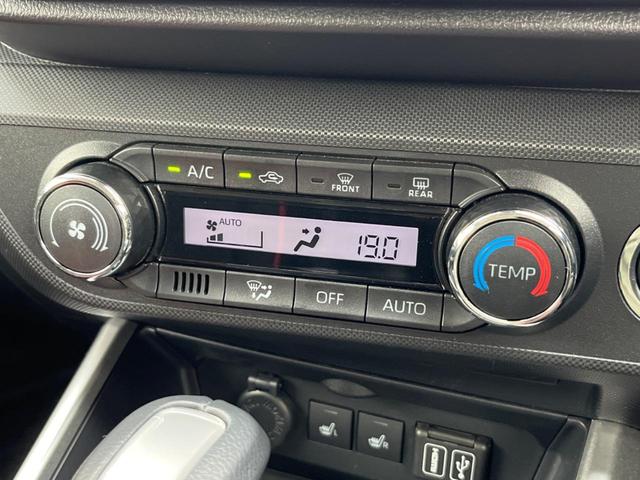 A/C FRONT REAR
AUTO 19.0
TEMP
OFF AUTO
L R